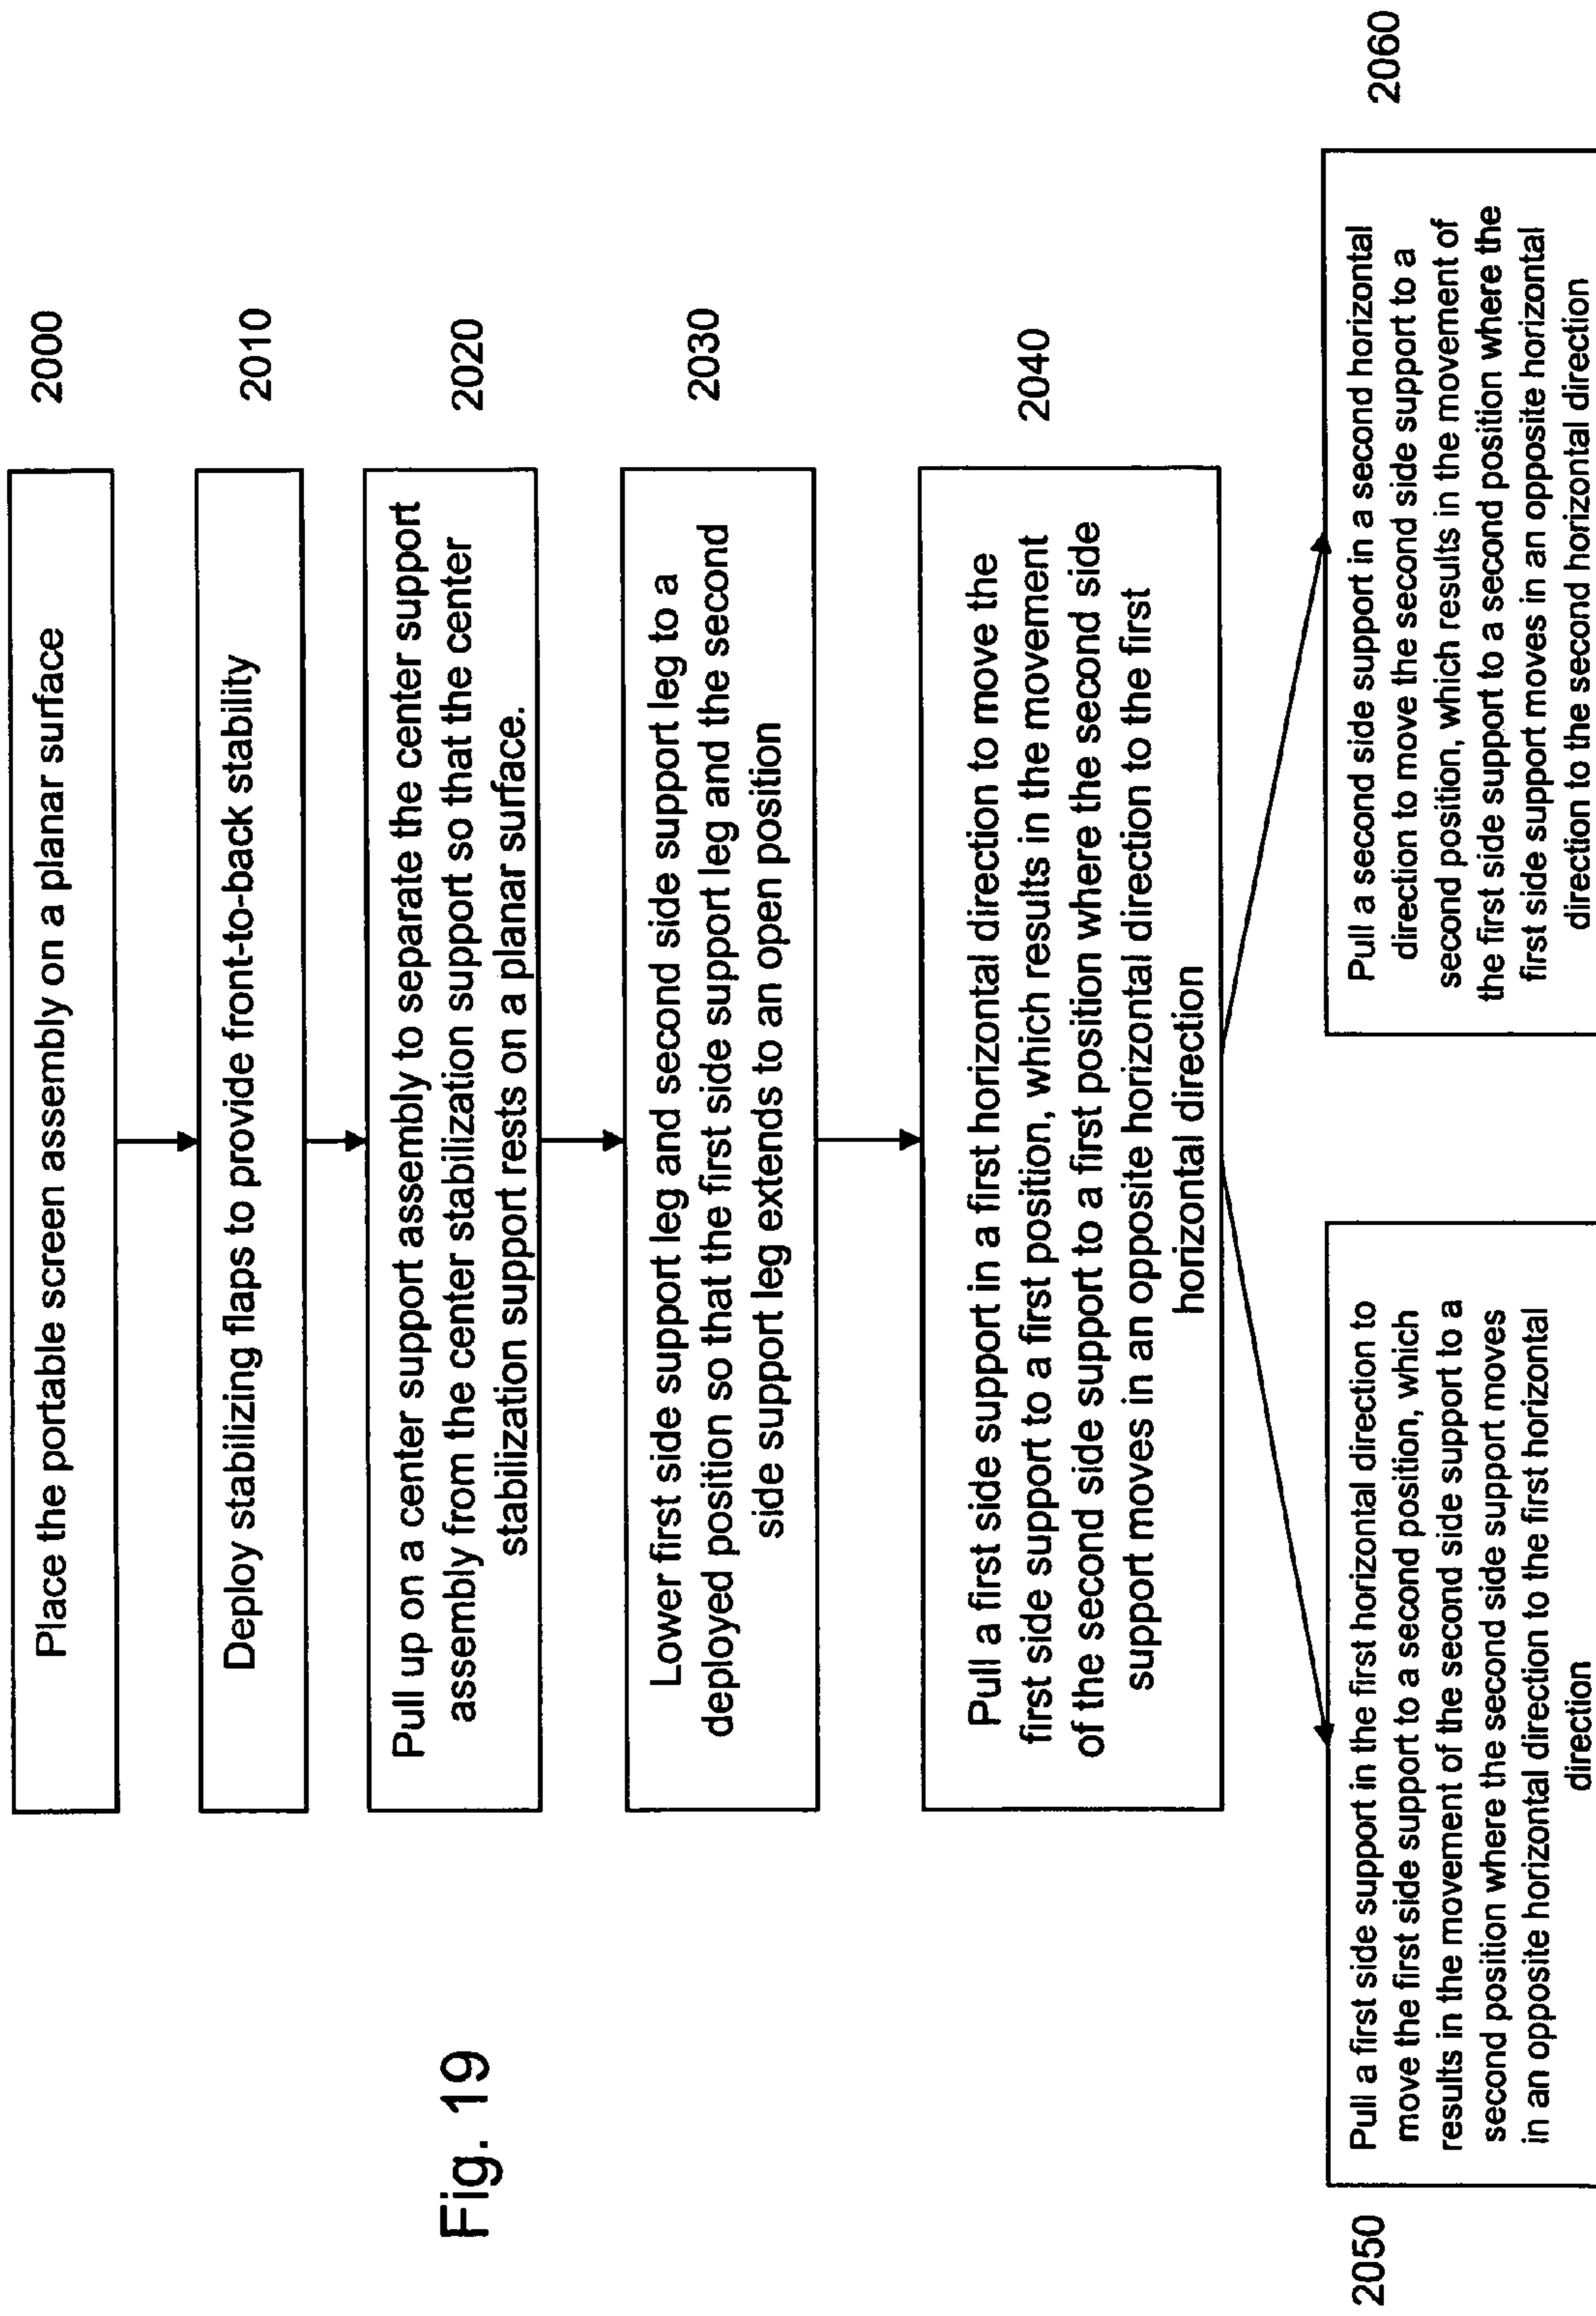 Fig. 19
Place the portable screen assembly on a planar surface
2000
Deploy stabilizing flaps to provide front-to-back stability
2010
Pull up on a center support assembly to separate the center support
assembly from the center stabilization support so that the center
stabilization support rests on a planar surface.
2020
Lower first side support leg and second side support leg to a
deployed position so that the first side support leg and the second
side support leg extends to an open position
2030
Pull a first side support in a first horizontal direction to move the
first side support to a first position, which results in the movement
of the second side support to a first position where the second side
support moves in an opposite horizontal direction to the first
horizontal direction
2040
2050
Pull a first side support in the first horizontal direction to
move the first side support to a second position, which
results in the movement of the second side support to a
second position where the second side support moves
in an opposite horizontal direction to the first horizontal
direction
Pull a second side support in a second horizontal
direction to move the second side support to a
second position, which results in the movement of
the first side support to a second position where the
first side support moves in an opposite horizontal
direction to the second horizontal direction
2060